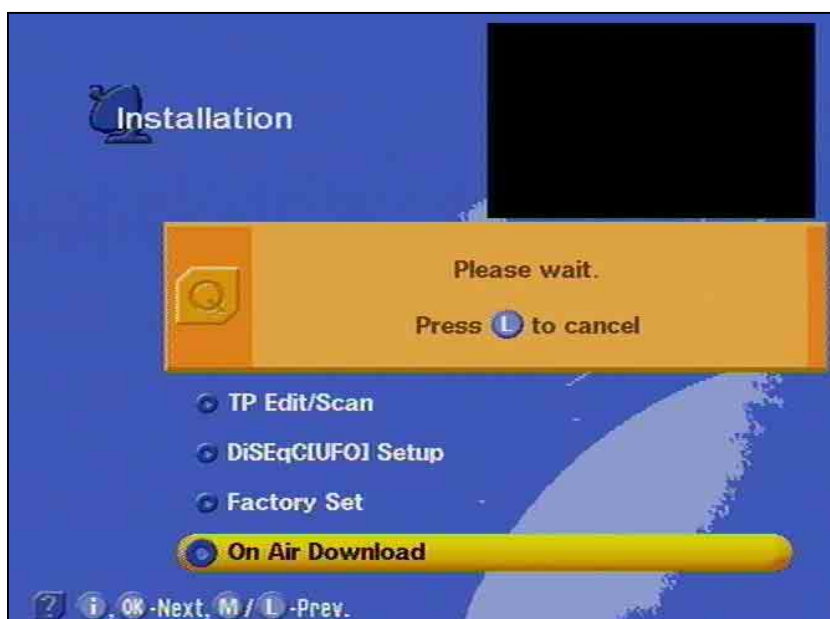 Installation
Q
Please wait.
Press L to cancel
TP Edit/Scan
DiSEqC[UFO] Setup
Factory Set
On Air Download
? i, OK -Next, M / L -Prev.